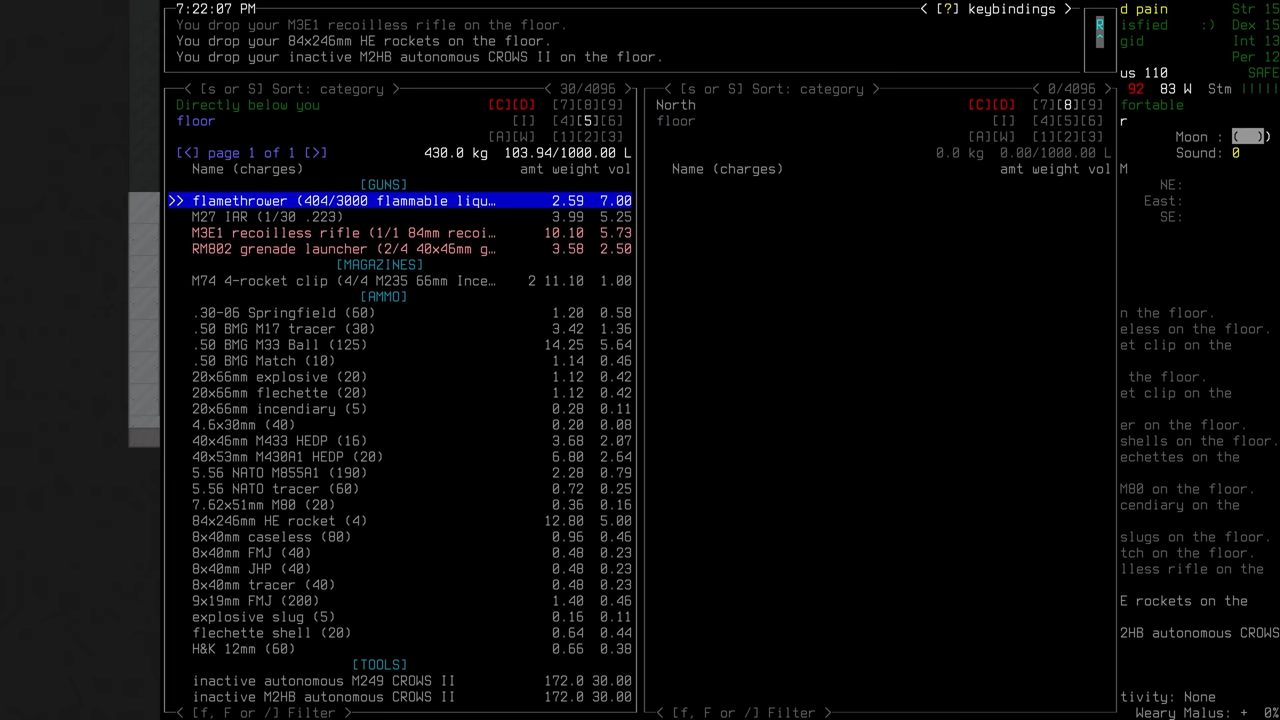 7:22:07 PM < [?] keybindings > d pain Str 15
You drop your M3E1 recoilless rifle on the floor. R isfied :) Dex 15
You drop your 84x246mm HE rockets on the floor. ^ gid Int 13
You drop your inactive M2HB autonomous CROWS II on the floor. Per 12
us 110 SAFE
< [s or S] Sort: category > < 30/4096 > < [s or S] Sort: category > < 0/4096 > 92 83 W Stm |||||
Directly below you [C][D] [7][8][9] North [C][D] [7][8][9] fortable
floor [I] [4][5][6] floor [I] [4][5][6] r
[A][W] [1][2][3] [A][W] [1][2][3] Moon : ( )
[<] page 1 of 1 [>] 430.0 kg 103.94/1000.00 L 0.0 kg 0.00/1000.00 L Sound: 0
Name (charges) amt weight vol Name (charges) amt weight vol M
[GUNS] NE:
>> flamethrower (404/3000 flammable liqu… 2.59 7.00 East:
M27 IAR (1/30 .223) 3.99 5.25 SE:
M3E1 recoilless rifle (1/1 84mm recoi… 10.10 5.73
RM802 grenade launcher (2/4 40x46mm g… 3.58 2.50
[MAGAZINES]
M74 4-rocket clip (4/4 M235 66mm Ince… 2 11.10 1.00
[AMMO]
.30-06 Springfield (60) 1.20 0.58 n the floor.
.50 BMG M17 tracer (30) 3.42 1.36 eless on the floor.
.50 BMG M33 Ball (125) 14.25 5.64 et clip on the
.50 BMG Match (10) 1.14 0.46
20x66mm explosive (20) 1.12 0.42 the floor.
20x66mm flechette (20) 1.12 0.42 et clip on the
20x66mm incendiary (5) 0.28 0.11
4.6x30mm (40) 0.20 0.08 er on the floor.
40x46mm M433 HEDP (16) 3.68 2.07 shells on the floor.
40x53mm M430A1 HEDP (20) 6.80 2.64 echettes on the
5.56 NATO M855A1 (190) 2.28 0.79
5.56 NATO tracer (60) 0.72 0.25 M80 on the floor.
7.62x51mm M80 (20) 0.36 0.16 cendiary on the
84x246mm HE rocket (4) 12.80 5.00
8x40mm caseless (80) 0.96 0.46 slugs on the floor.
8x40mm FMJ (40) 0.48 0.23 tch on the floor.
8x40mm JHP (40) 0.48 0.23 lless rifle on the
8x40mm tracer (40) 0.48 0.23
9x19mm FMJ (200) 1.40 0.46 E rockets on the
explosive slug (5) 0.16 0.11
flechette shell (20) 0.64 0.44 2HB autonomous CROWS
H&K 12mm (60) 0.66 0.38
[TOOLS]
inactive autonomous M249 CROWS II 172.0 30.00
inactive M2HB autonomous CROWS II 172.0 30.00 tivity: None
< [f, F or /] Filter > < [f, F or /] Filter > Weary Malus: + 0%